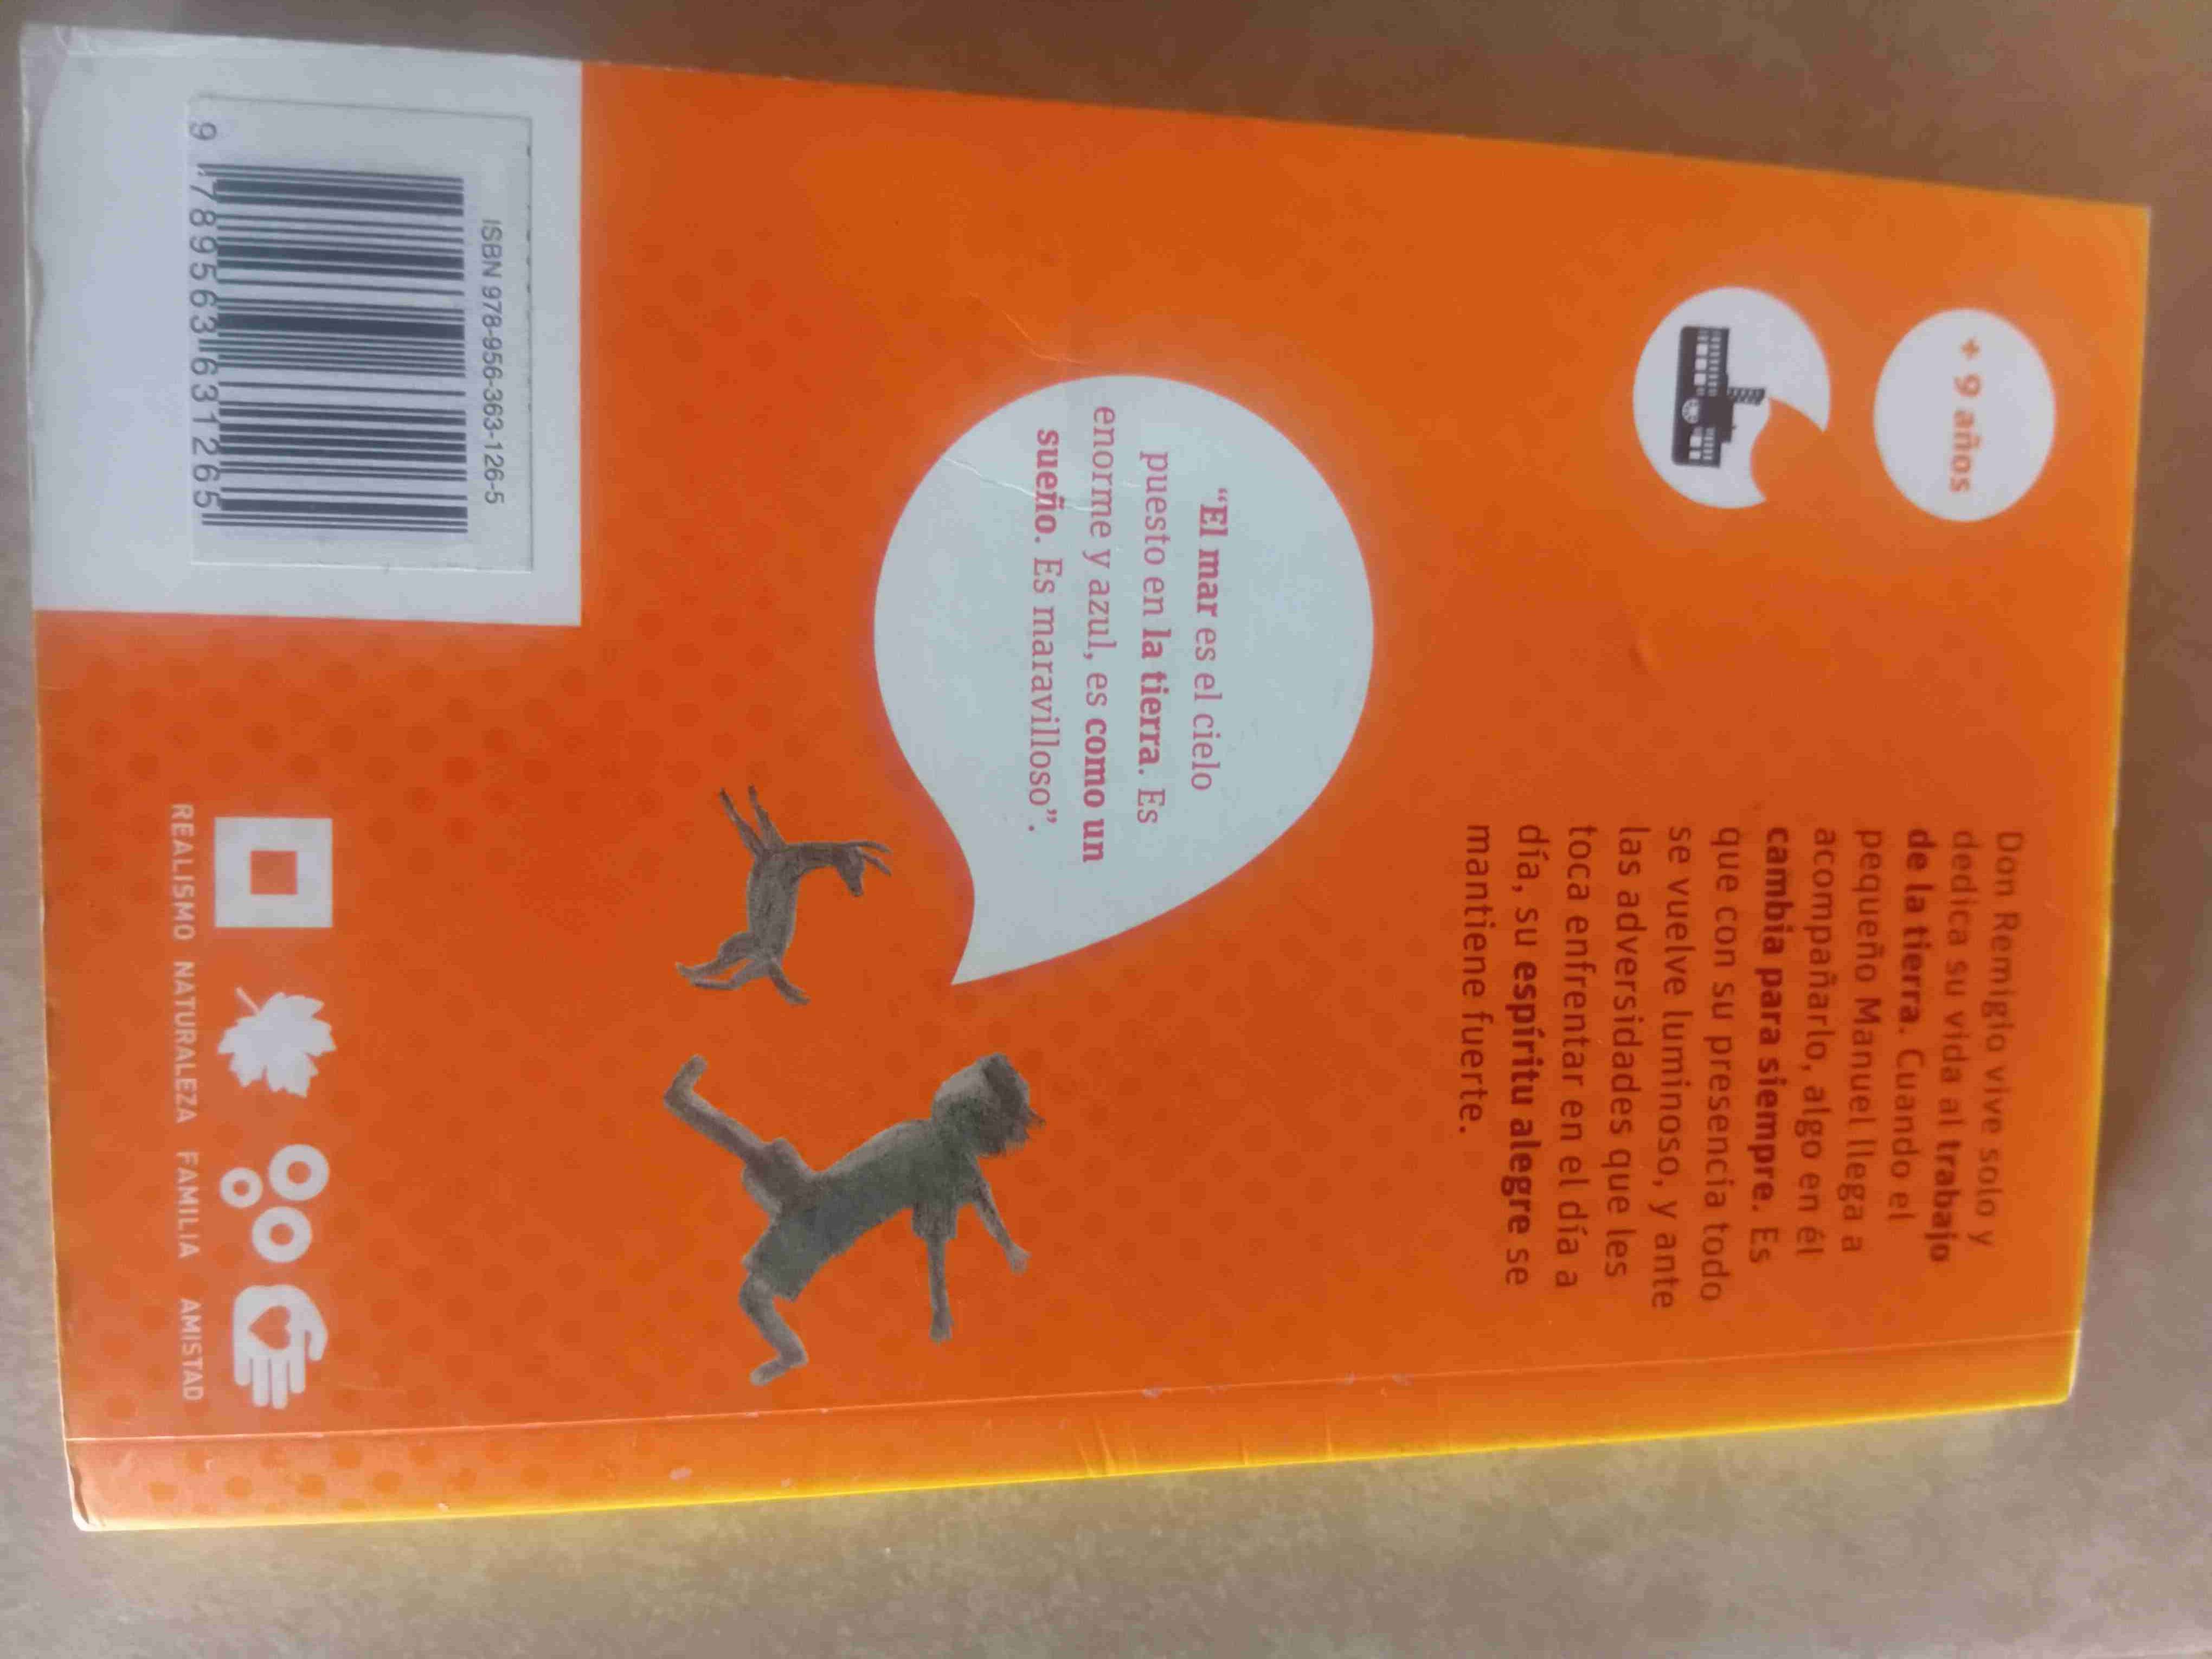 + 9 años
Don Remigio vive solo y
dedica su vida al trabajo
de la tierra. Cuando el
pequeño Manuel llega a
acompañarlo, algo en él
cambia para siempre. Es
que con su presencia todo
se vuelve luminoso, y ante
las adversidades que les
toca enfrentar en el día a
día, su espíritu alegre se
mantiene fuerte.
“El mar es el cielo
puesto en la tierra. Es
enorme y azul, es como un
sueño. Es maravilloso”.
ISBN 978-956-363-126-5
9 789563 631265
REALISMO NATURALEZA FAMILIA AMISTAD